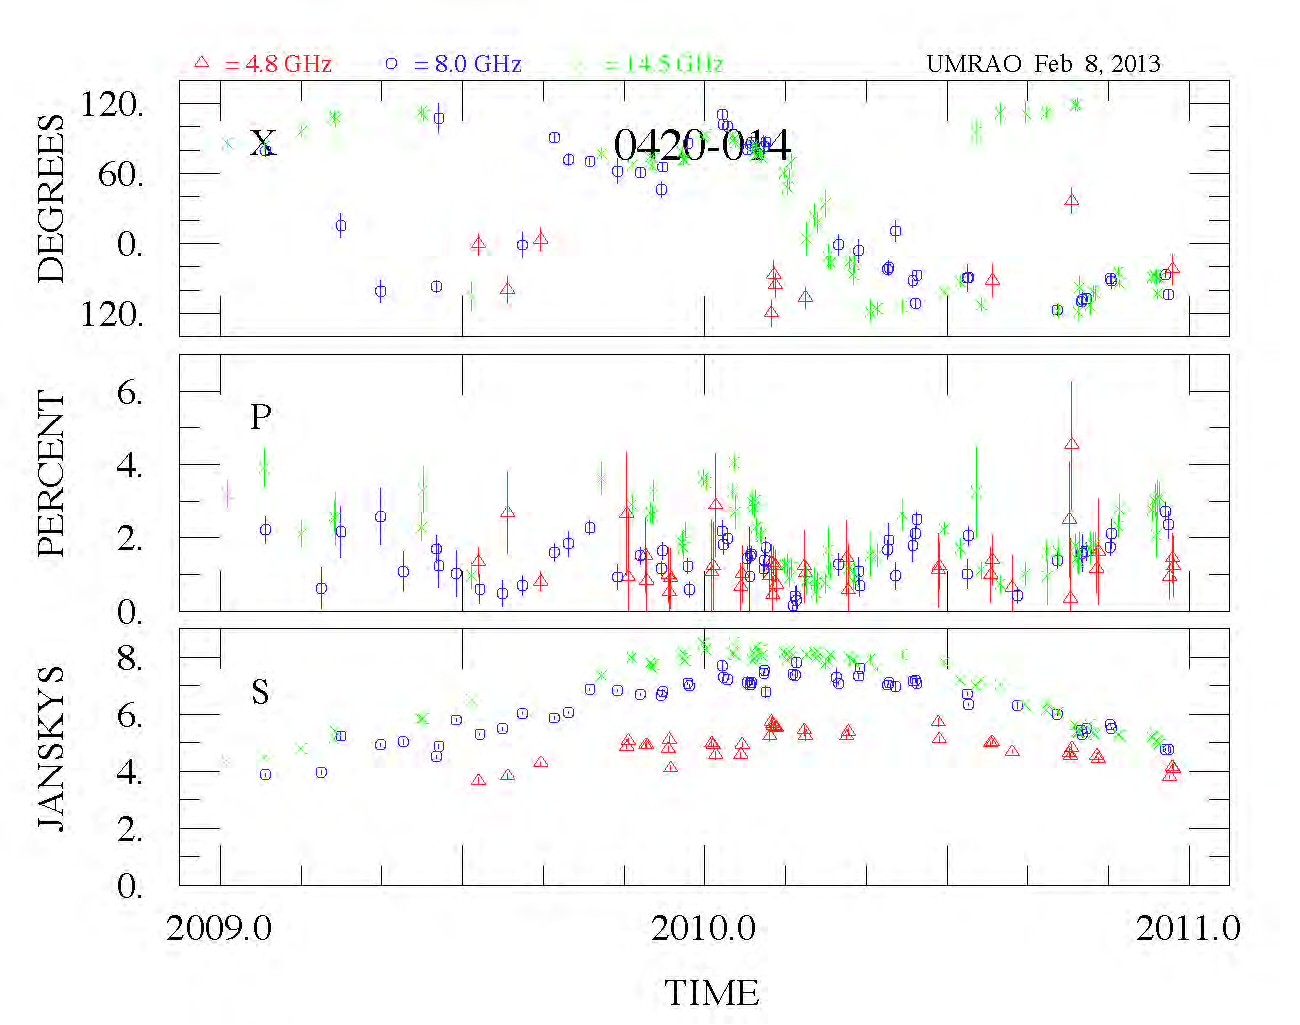 = 4.8 GHz = 8.0 GHz = 14.5 GHz UMRAO Feb 8, 2013
DEGREES
120.
60.
0.
120.
X
0420-014
PERCENT
6.
4.
2.
0.
P
JANSKYS
8.
6.
4.
2.
0.
S
2009.0 2010.0 2011.0
TIME